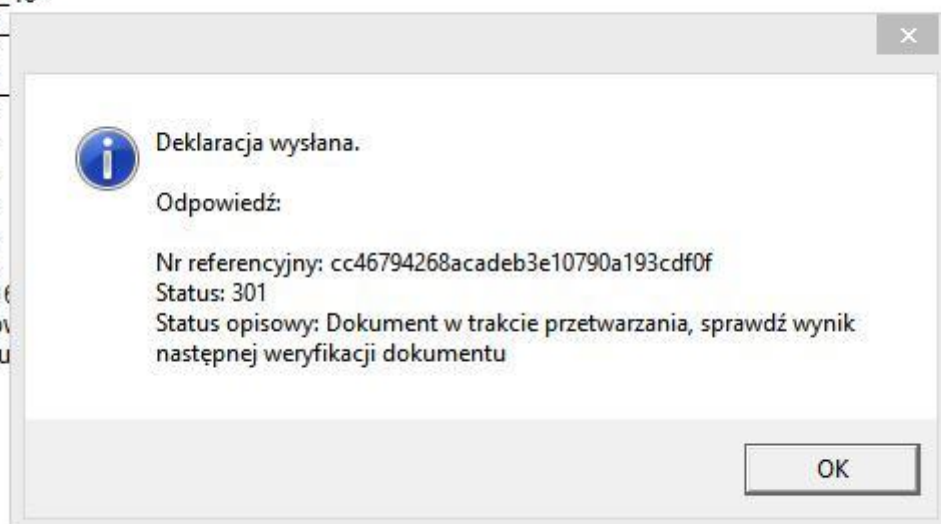 Deklaracja wysłana.
Odpowiedź:
Nr referencyjny: cc46794268acadeb3e10790a193cdf0f
Status: 301
Status opisowy: Dokument w trakcie przetwarzania, sprawdź wynik
następnej weryfikacji dokumentu
OK